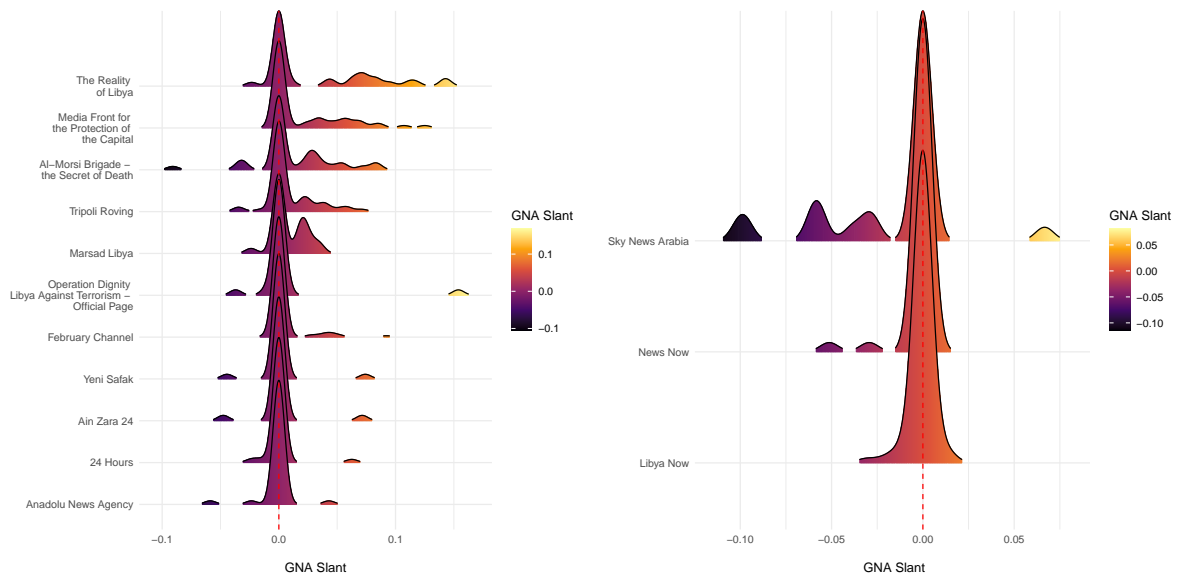 The Reality
of Libya
Media Front for
the Protection of
the Capital
Al−Morsi Brigade −
the Secret of Death
Tripoli Roving
Marsad Libya
Operation Dignity
Libya Against Terrorism −
Official Page
February Channel
Yeni Safak
Ain Zara 24
24 Hours
Anadolu News Agency
−0.1
0.0
0.1
GNA Slant
GNA Slant
0.1
0.0
−0.1
Sky News Arabia
News Now
Libya Now
−0.10
−0.05
0.00
0.05
GNA Slant
GNA Slant
0.05
0.00
−0.05
−0.10